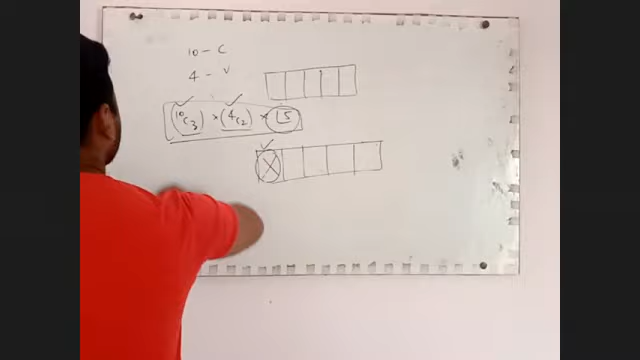 10 - C
4 - V
(¹⁰C₃) × (⁴C₂) × ⌊5
X